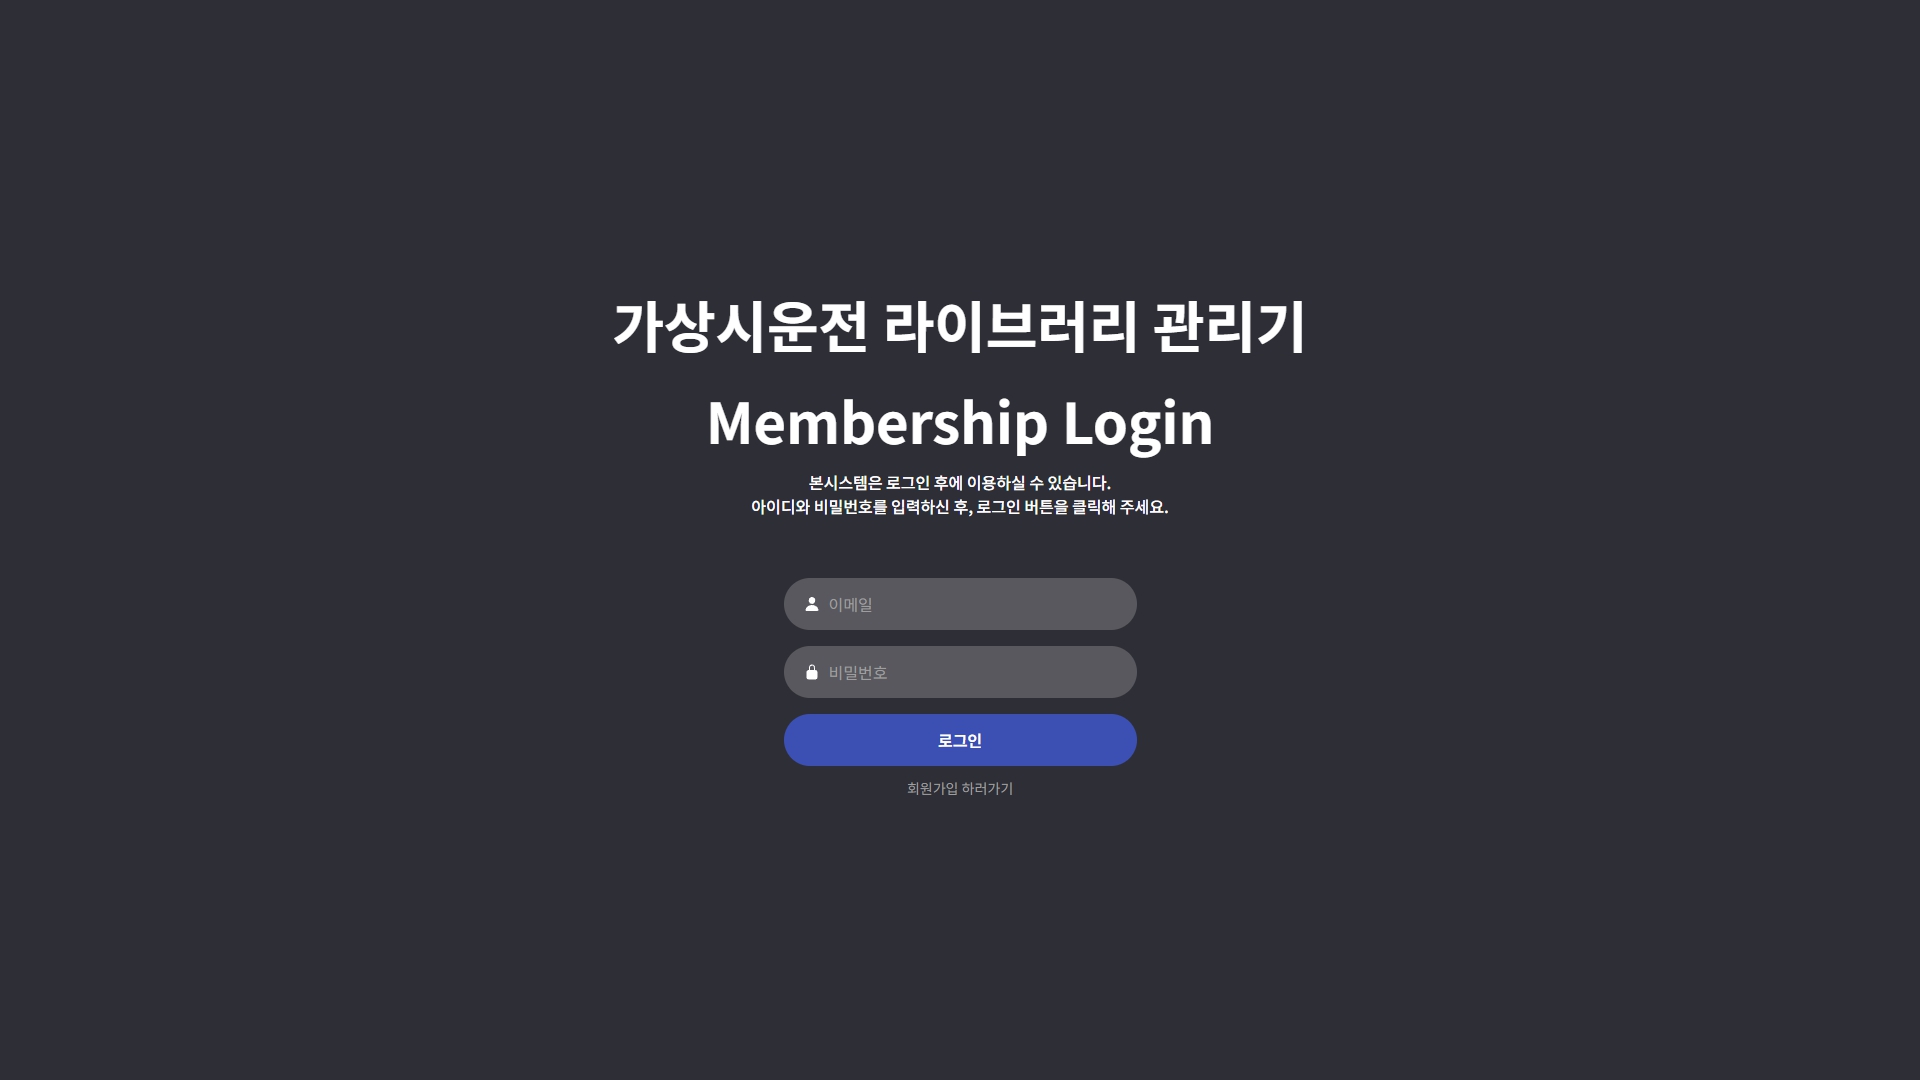 가상시운전 라이브러리 관리기
Membership Login
본시스템은 로그인 후에 이용하실 수 있습니다.
아이디와 비밀번호를 입력하신 후, 로그인 버튼을 클릭해 주세요.
이메일
비밀번호
로그인
회원가입 하러가기